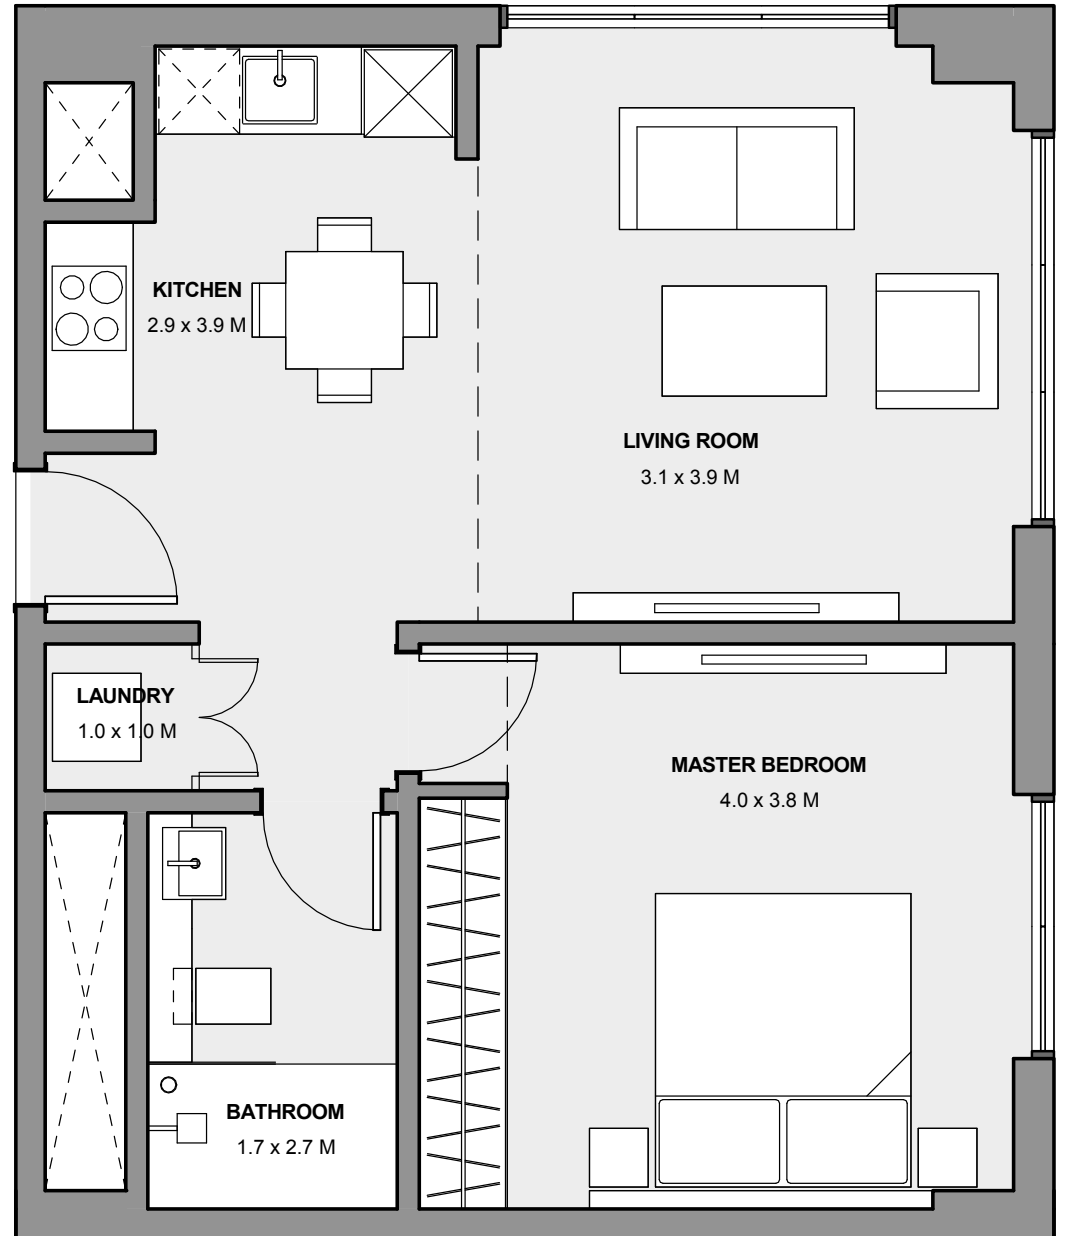 KITCHEN
2.9 x 3.9 M
LIVING ROOM
3.1 x 3.9 M
LAUNDRY
1.0 x 1.0 M
MASTER BEDROOM
4.0 x 3.8 M
BATHROOM
1.7 x 2.7 M